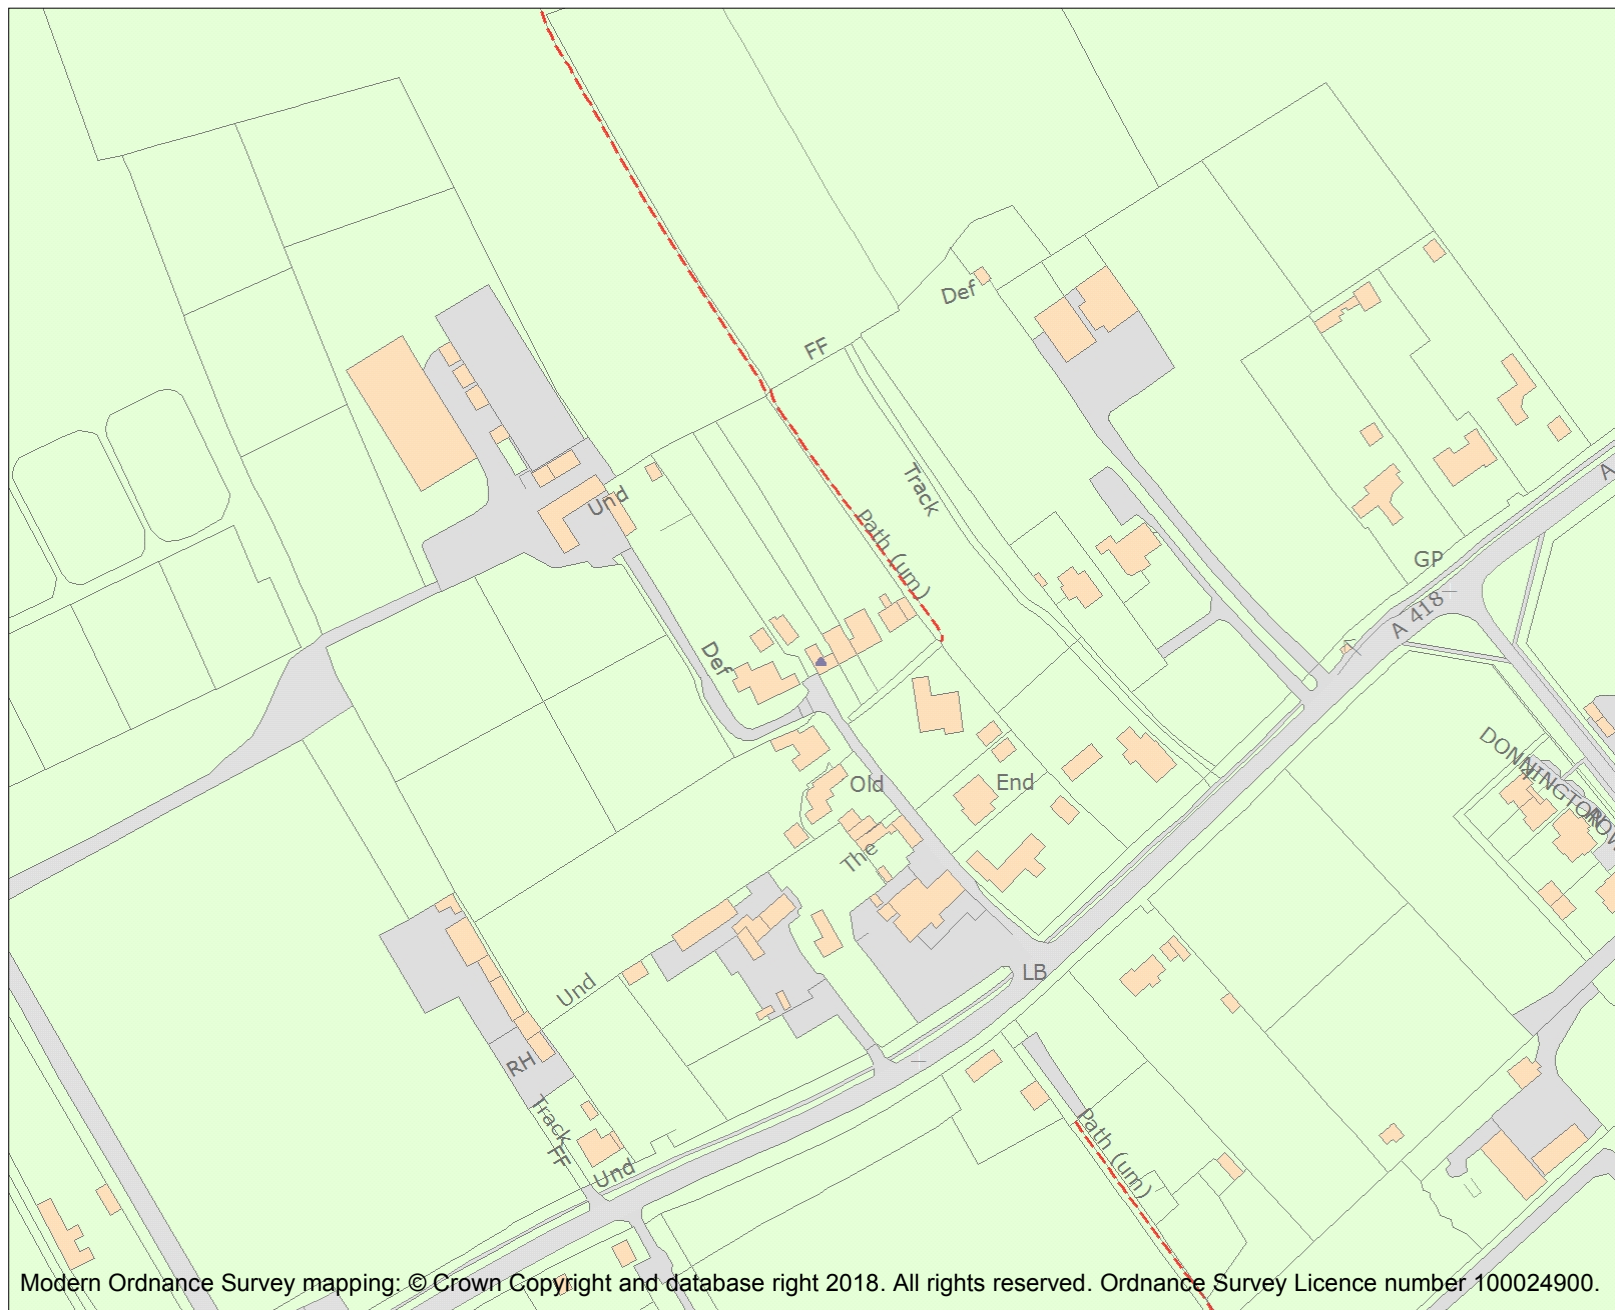 Def
FF
Track
Und
Path (um)
GP
A 418
A
Def
DONNINGTON
Old
End
The
LB
Und
RH
Track
FF
Und
Path (um)
Modern Ordnance Survey mapping: © Crown Copyright and database right 2018. All rights reserved. Ordnance Survey Licence number 100024900.